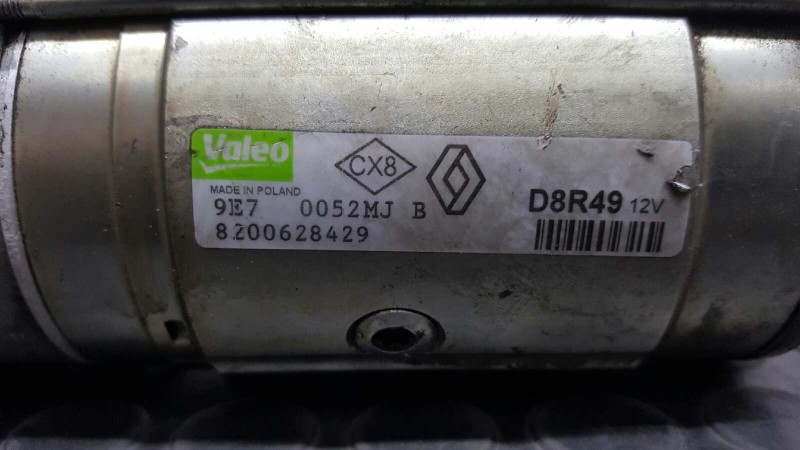 Valeo
CX8
MADE IN POLAND
9E7 0052MJ B
8200628429
D8R49 12V